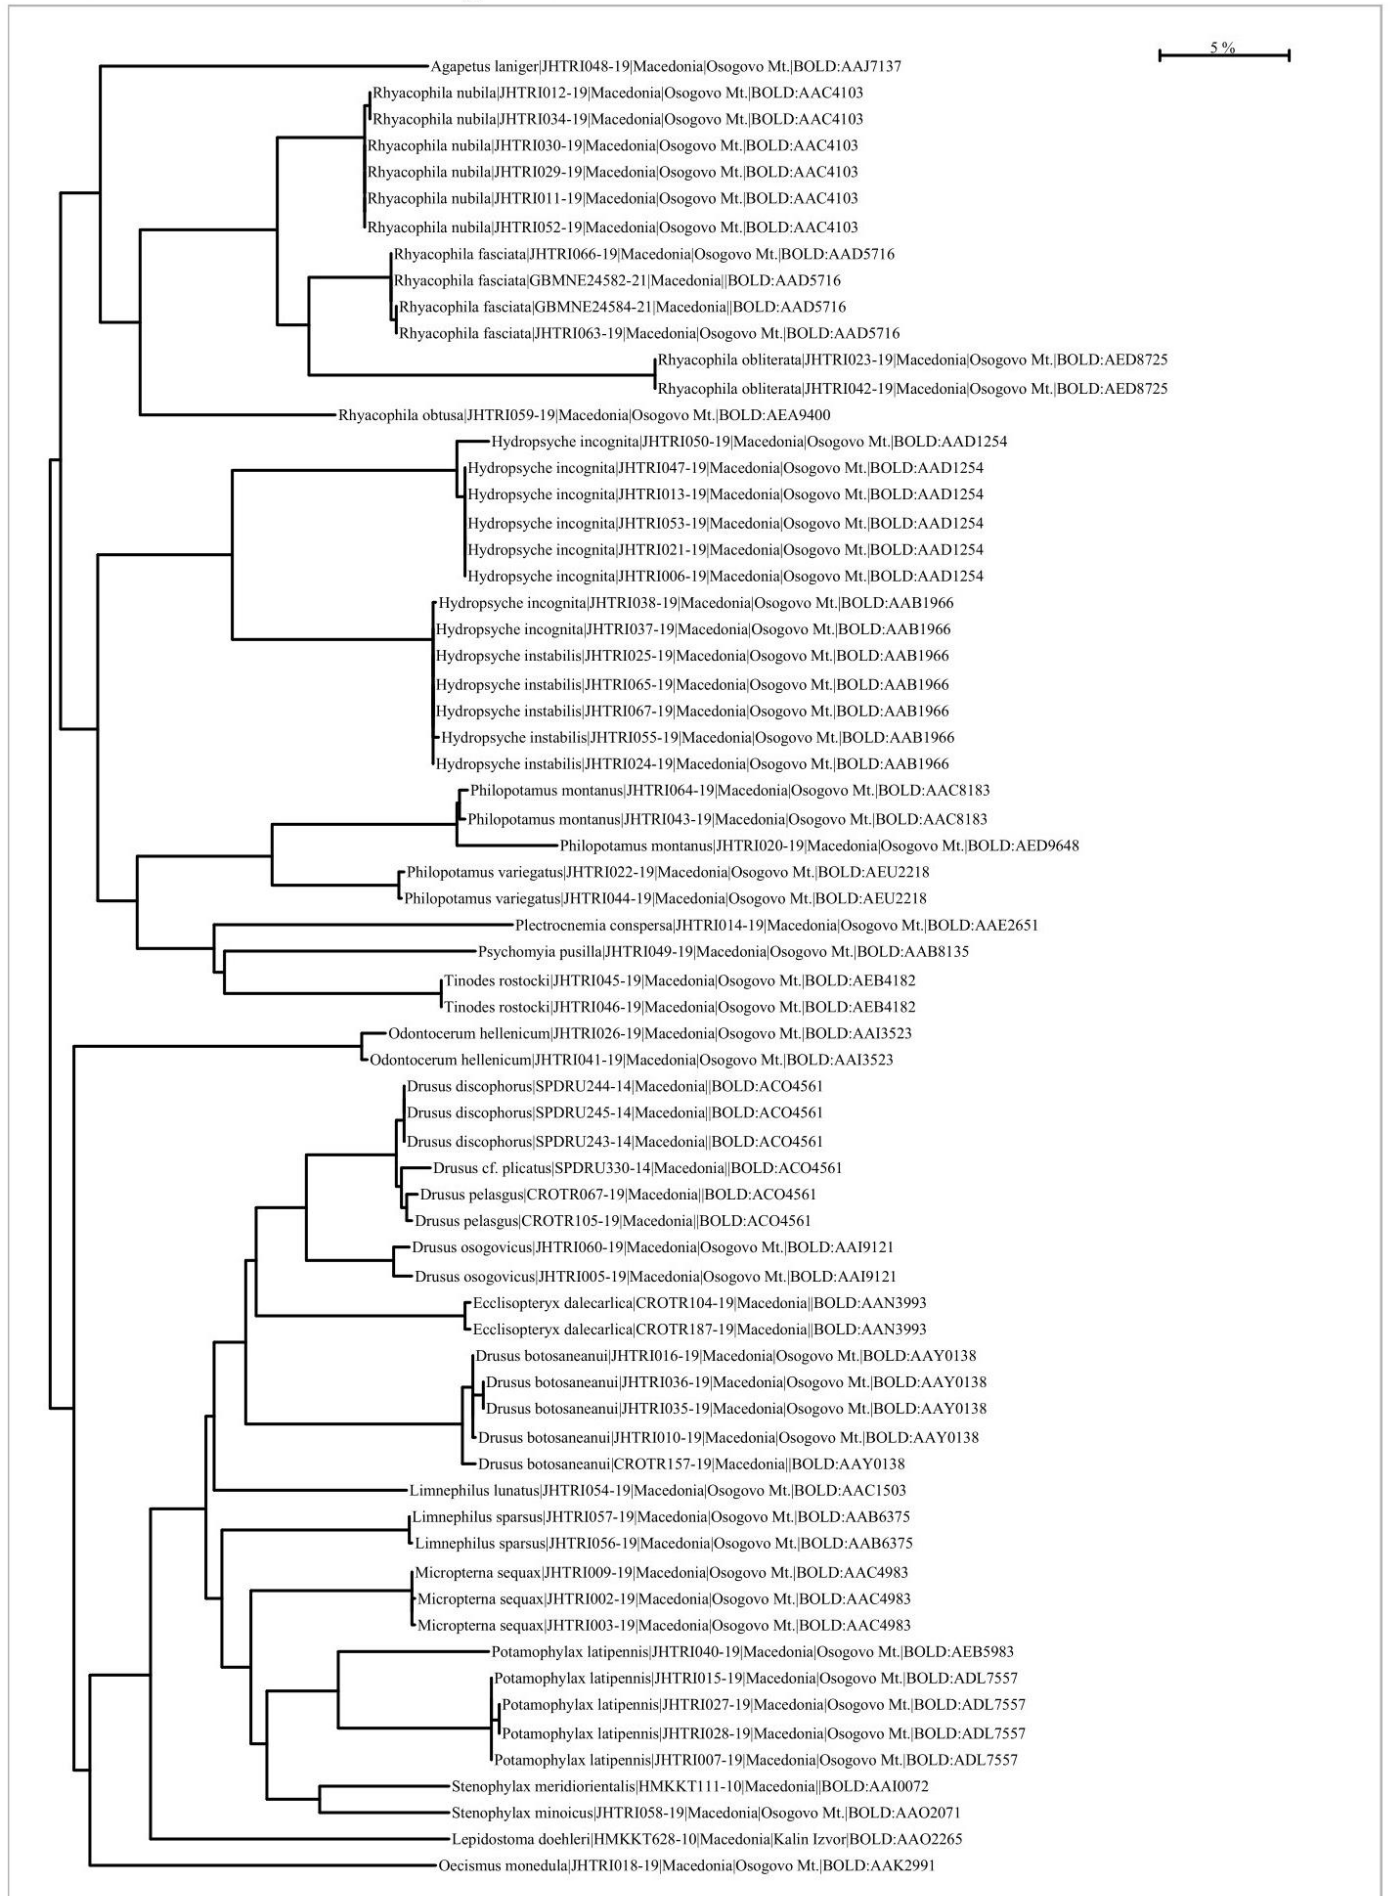 5 %
Agapetus laniger|JHTRI048-19|Macedonia|Osogovo Mt.|BOLD:AAJ7137
Rhyacophila nubila|JHTRI012-19|Macedonia|Osogovo Mt.|BOLD:AAC4103
Rhyacophila nubila|JHTRI034-19|Macedonia|Osogovo Mt.|BOLD:AAC4103
Rhyacophila nubila|JHTRI030-19|Macedonia|Osogovo Mt.|BOLD:AAC4103
Rhyacophila nubila|JHTRI029-19|Macedonia|Osogovo Mt.|BOLD:AAC4103
Rhyacophila nubila|JHTRI011-19|Macedonia|Osogovo Mt.|BOLD:AAC4103
Rhyacophila nubila|JHTRI052-19|Macedonia|Osogovo Mt.|BOLD:AAC4103
Rhyacophila fasciata|JHTRI066-19|Macedonia|Osogovo Mt.|BOLD:AAD5716
Rhyacophila fasciata|GBMNE24582-21|Macedonia||BOLD:AAD5716
Rhyacophila fasciata|GBMNE24584-21|Macedonia||BOLD:AAD5716
Rhyacophila fasciata|JHTRI063-19|Macedonia|Osogovo Mt.|BOLD:AAD5716
Rhyacophila obliterata|JHTRI023-19|Macedonia|Osogovo Mt.|BOLD:AED8725
Rhyacophila obliterata|JHTRI042-19|Macedonia|Osogovo Mt.|BOLD:AED8725
Rhyacophila obtusa|JHTRI059-19|Macedonia|Osogovo Mt.|BOLD:AEA9400
Hydropsyche incognita|JHTRI050-19|Macedonia|Osogovo Mt.|BOLD:AAD1254
Hydropsyche incognita|JHTRI047-19|Macedonia|Osogovo Mt.|BOLD:AAD1254
Hydropsyche incognita|JHTRI013-19|Macedonia|Osogovo Mt.|BOLD:AAD1254
Hydropsyche incognita|JHTRI053-19|Macedonia|Osogovo Mt.|BOLD:AAD1254
Hydropsyche incognita|JHTRI021-19|Macedonia|Osogovo Mt.|BOLD:AAD1254
Hydropsyche incognita|JHTRI006-19|Macedonia|Osogovo Mt.|BOLD:AAD1254
Hydropsyche incognita|JHTRI038-19|Macedonia|Osogovo Mt.|BOLD:AAB1966
Hydropsyche incognita|JHTRI037-19|Macedonia|Osogovo Mt.|BOLD:AAB1966
Hydropsyche instabilis|JHTRI025-19|Macedonia|Osogovo Mt.|BOLD:AAB1966
Hydropsyche instabilis|JHTRI065-19|Macedonia|Osogovo Mt.|BOLD:AAB1966
Hydropsyche instabilis|JHTRI067-19|Macedonia|Osogovo Mt.|BOLD:AAB1966
Hydropsyche instabilis|JHTRI055-19|Macedonia|Osogovo Mt.|BOLD:AAB1966
Hydropsyche instabilis|JHTRI024-19|Macedonia|Osogovo Mt.|BOLD:AAB1966
Philopotamus montanus|JHTRI064-19|Macedonia|Osogovo Mt.|BOLD:AAC8183
Philopotamus montanus|JHTRI043-19|Macedonia|Osogovo Mt.|BOLD:AAC8183
Philopotamus montanus|JHTRI020-19|Macedonia|Osogovo Mt.|BOLD:AED9648
Philopotamus variegatus|JHTRI022-19|Macedonia|Osogovo Mt.|BOLD:AEU2218
Philopotamus variegatus|JHTRI044-19|Macedonia|Osogovo Mt.|BOLD:AEU2218
Plectrocnemia conspersa|JHTRI014-19|Macedonia|Osogovo Mt.|BOLD:AAE2651
Psychomyia pusilla|JHTRI049-19|Macedonia|Osogovo Mt.|BOLD:AAB8135
Tinodes rostocki|JHTRI045-19|Macedonia|Osogovo Mt.|BOLD:AEB4182
Tinodes rostocki|JHTRI046-19|Macedonia|Osogovo Mt.|BOLD:AEB4182
Odontocerum hellenicum|JHTRI026-19|Macedonia|Osogovo Mt.|BOLD:AAI3523
Odontocerum hellenicum|JHTRI041-19|Macedonia|Osogovo Mt.|BOLD:AAI3523
Drusus discophorus|SPDRU244-14|Macedonia||BOLD:ACO4561
Drusus discophorus|SPDRU245-14|Macedonia||BOLD:ACO4561
Drusus discophorus|SPDRU243-14|Macedonia||BOLD:ACO4561
Drusus cf. plicatus|SPDRU330-14|Macedonia||BOLD:ACO4561
Drusus pelasgus|CROTR067-19|Macedonia||BOLD:ACO4561
Drusus pelasgus|CROTR105-19|Macedonia||BOLD:ACO4561
Drusus osogovicus|JHTRI060-19|Macedonia|Osogovo Mt.|BOLD:AAI9121
Drusus osogovicus|JHTRI005-19|Macedonia|Osogovo Mt.|BOLD:AAI9121
Ecclisopteryx dalecarlica|CROTR104-19|Macedonia||BOLD:AAN3993
Ecclisopteryx dalecarlica|CROTR187-19|Macedonia||BOLD:AAN3993
Drusus botosaneanui|JHTRI016-19|Macedonia|Osogovo Mt.|BOLD:AAY0138
Drusus botosaneanui|JHTRI036-19|Macedonia|Osogovo Mt.|BOLD:AAY0138
Drusus botosaneanui|JHTRI035-19|Macedonia|Osogovo Mt.|BOLD:AAY0138
Drusus botosaneanui|JHTRI010-19|Macedonia|Osogovo Mt.|BOLD:AAY0138
Drusus botosaneanui|CROTR157-19|Macedonia||BOLD:AAY0138
Limnephilus lunatus|JHTRI054-19|Macedonia|Osogovo Mt.|BOLD:AAC1503
Limnephilus sparsus|JHTRI057-19|Macedonia|Osogovo Mt.|BOLD:AAB6375
Limnephilus sparsus|JHTRI056-19|Macedonia|Osogovo Mt.|BOLD:AAB6375
Micropterna sequax|JHTRI009-19|Macedonia|Osogovo Mt.|BOLD:AAC4983
Micropterna sequax|JHTRI002-19|Macedonia|Osogovo Mt.|BOLD:AAC4983
Micropterna sequax|JHTRI003-19|Macedonia|Osogovo Mt.|BOLD:AAC4983
Potamophylax latipennis|JHTRI040-19|Macedonia|Osogovo Mt.|BOLD:AEB5983
Potamophylax latipennis|JHTRI015-19|Macedonia|Osogovo Mt.|BOLD:ADL7557
Potamophylax latipennis|JHTRI027-19|Macedonia|Osogovo Mt.|BOLD:ADL7557
Potamophylax latipennis|JHTRI028-19|Macedonia|Osogovo Mt.|BOLD:ADL7557
Potamophylax latipennis|JHTRI007-19|Macedonia|Osogovo Mt.|BOLD:ADL7557
Stenophylax meridiorientalis|HMKKT111-10|Macedonia||BOLD:AAI0072
Stenophylax minoicus|JHTRI058-19|Macedonia|Osogovo Mt.|BOLD:AAO2071
Lepidostoma doehleri|HMKKT628-10|Macedonia|Kalin Izvor|BOLD:AAO2265
Oecismus monedula|JHTRI018-19|Macedonia|Osogovo Mt.|BOLD:AAK2991